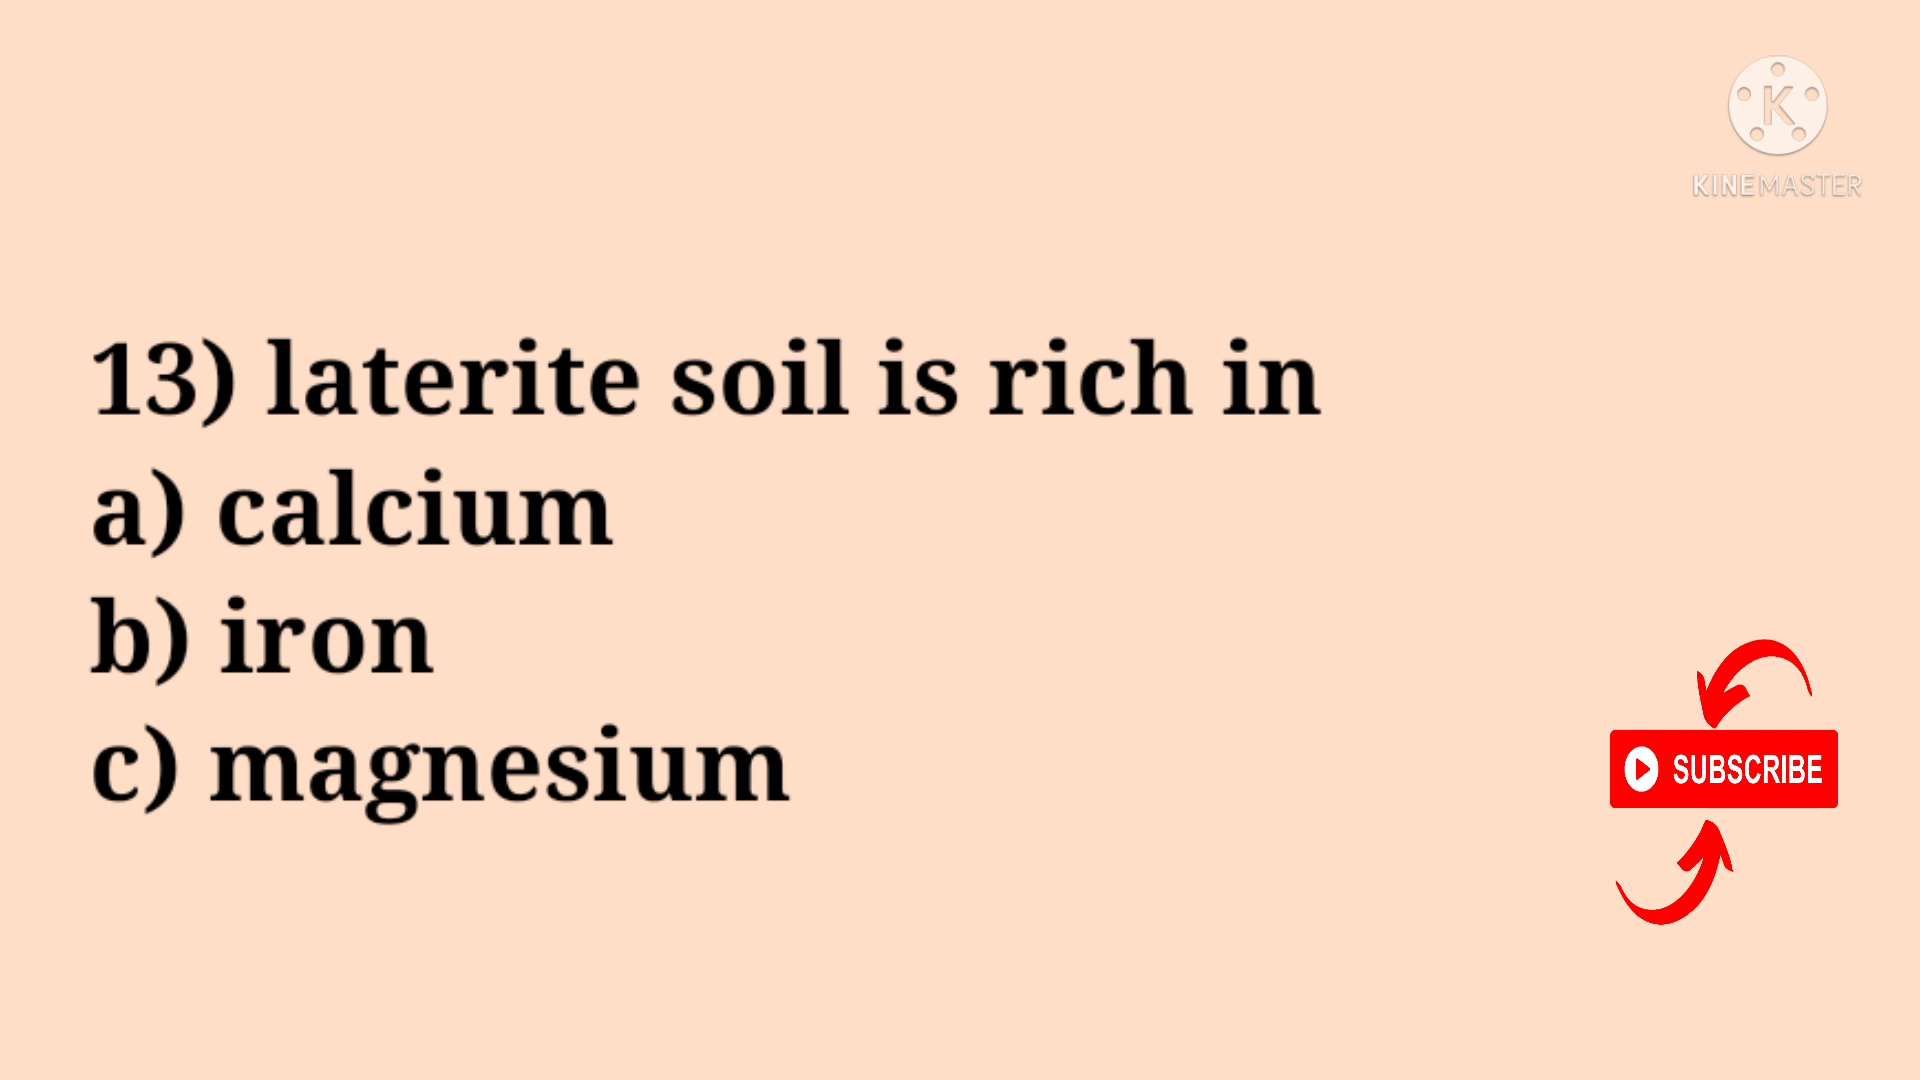 K
KINEMASTER
13) laterite soil is rich in
a) calcium
b) iron
c) magnesium
SUBSCRIBE